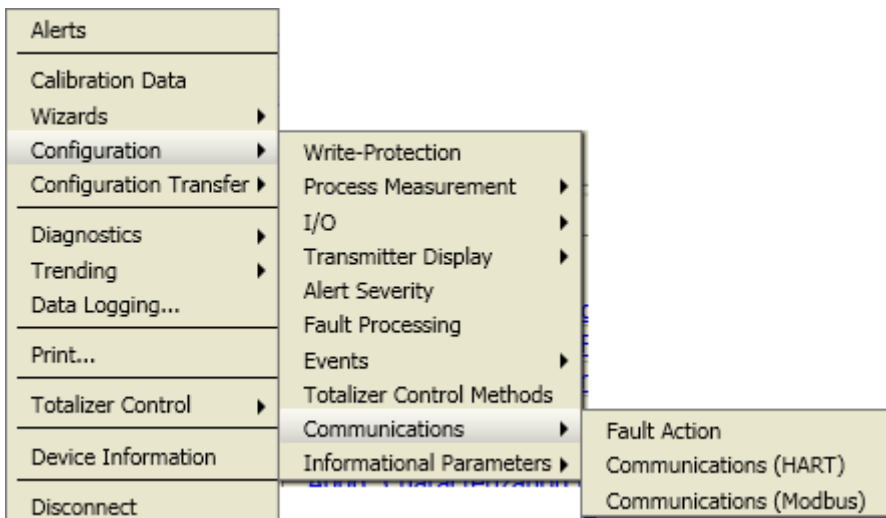 Alerts
Calibration Data
Wizards
Configuration
Configuration Transfer
Diagnostics
Trending
Data Logging...
Print...
Totalizer Control
Device Information
Disconnect
Write-Protection
Process Measurement
I/O
Transmitter Display
Alert Severity
Fault Processing
Events
Totalizer Control Methods
Communications
Informational Parameters
Fault Action
Communications (HART)
Communications (Modbus)